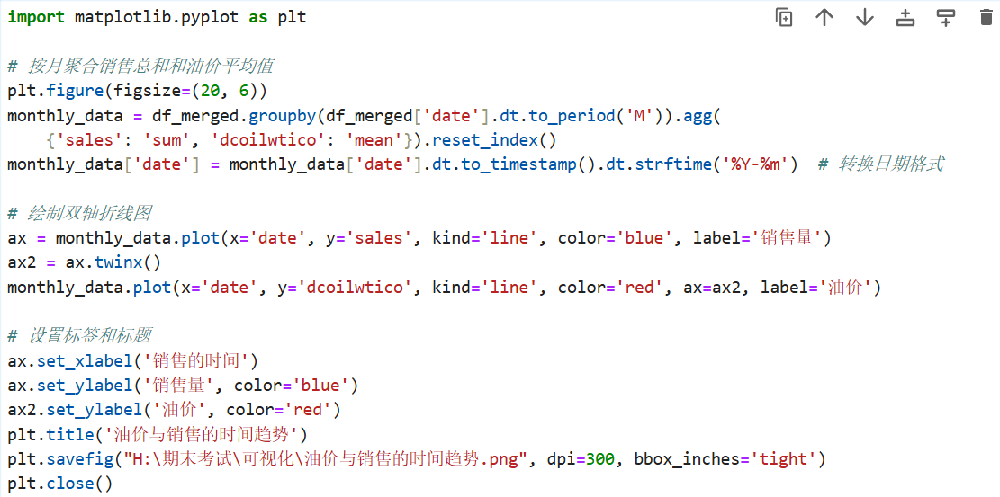 import matplotlib.pyplot as plt
# 按月聚合销售总和和油价平均值
plt.figure(figsize=(20, 6))
monthly_data = df_merged.groupby(df_merged['date'].dt.to_period('M')).agg(
    {'sales': 'sum', 'dcoilwtico': 'mean'}).reset_index()
monthly_data['date'] = monthly_data['date'].dt.to_timestamp().dt.strftime('%Y-%m')  # 转换日期格式
# 绘制双轴折线图
ax = monthly_data.plot(x='date', y='sales', kind='line', color='blue', label='销售量')
ax2 = ax.twinx()
monthly_data.plot(x='date', y='dcoilwtico', kind='line', color='red', ax=ax2, label='油价')
# 设置标签和标题
ax.set_xlabel('销售的时间')
ax.set_ylabel('销售量', color='blue')
ax2.set_ylabel('油价', color='red')
plt.title('油价与销售的时间趋势')
plt.savefig("H:\期末考试\可视化\油价与销售的时间趋势.png", dpi=300, bbox_inches='tight')
plt.close()